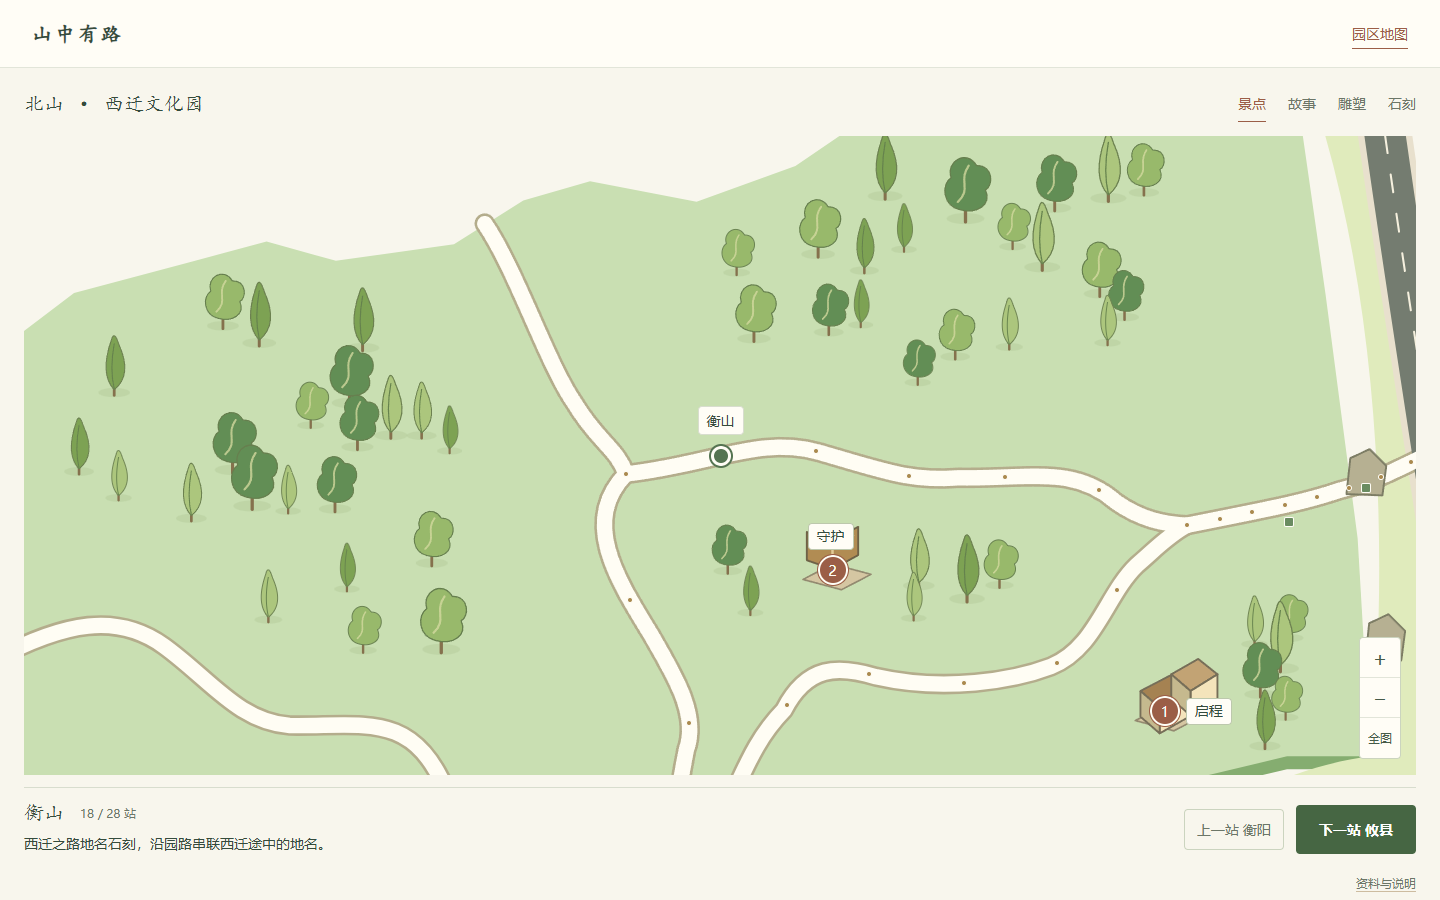 山中有路
园区地图
北山 • 西迁文化园
景点 故事 雕塑 石刻
衡山
守护
2
1 启程
+
−
全图
衡山 18 / 28 站
西迁之路地名石刻，沿园路串联西迁途中的地名。
上一站 衡阳
下一站 攸县
资料与说明